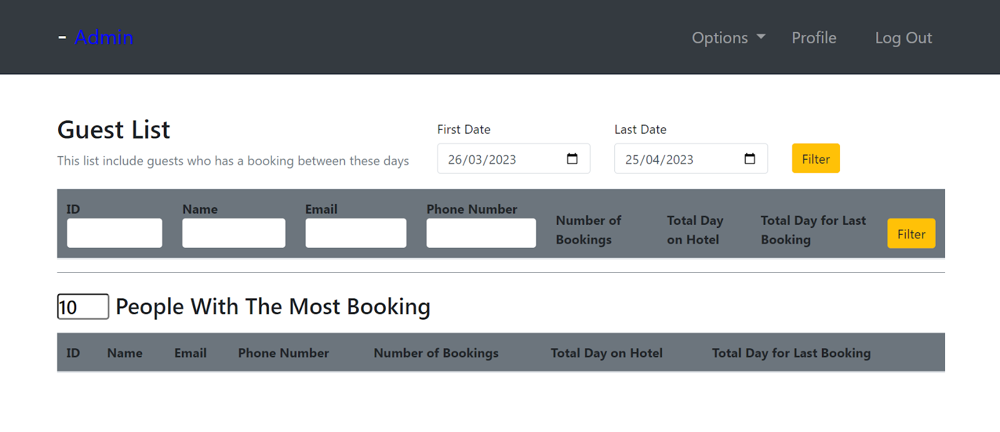 - Admin
Options Profile Log Out
Guest List
This list include guests who has a booking between these days
First Date
26/03/2023
Last Date
25/04/2023
Filter
ID Name Email Phone Number Number of Bookings Total Day on Hotel Total Day for Last Booking Filter
10 People With The Most Booking
ID Name Email Phone Number Number of Bookings Total Day on Hotel Total Day for Last Booking